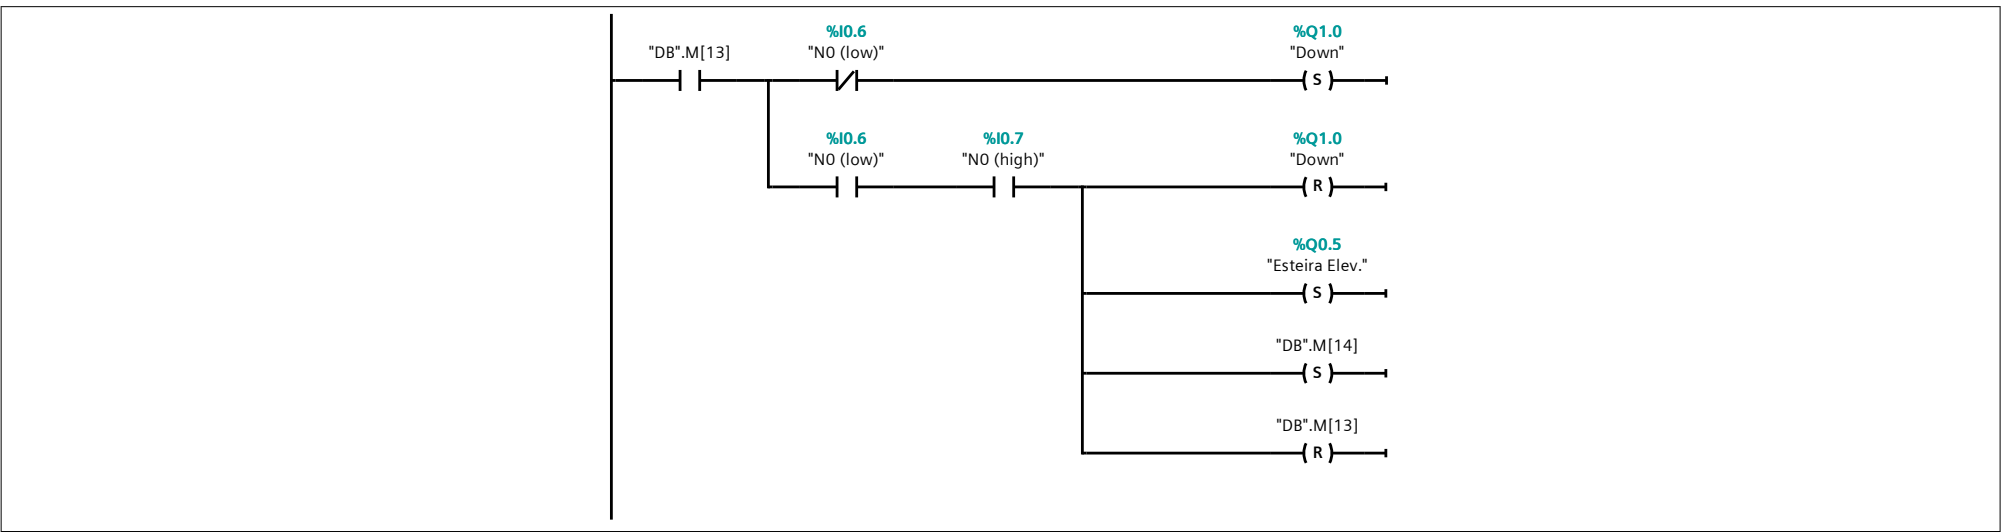 %I0.6 %Q1.0
"DB".M[13] "N0 (low)" "Down"
S
%I0.6 %I0.7 %Q1.0
"N0 (low)" "N0 (high)" "Down"
R
%Q0.5
"Esteira Elev."
S
"DB".M[14]
S
"DB".M[13]
R